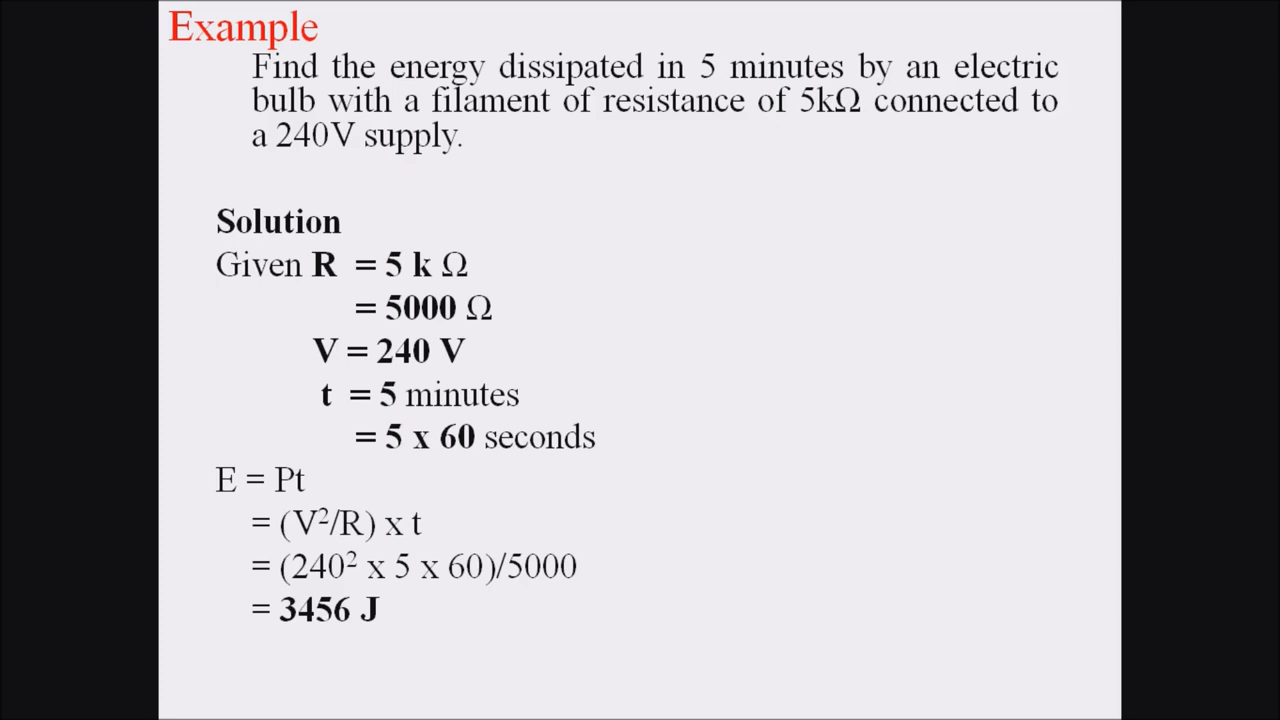 Example
Find the energy dissipated in 5 minutes by an electric
bulb with a filament of resistance of 5kΩ connected to
a 240V supply.
Solution
Given R = 5 k Ω
= 5000 Ω
V = 240 V
t = 5 minutes
= 5 x 60 seconds
E = Pt
= (V²/R) x t
= (240² x 5 x 60)/5000
= 3456 J